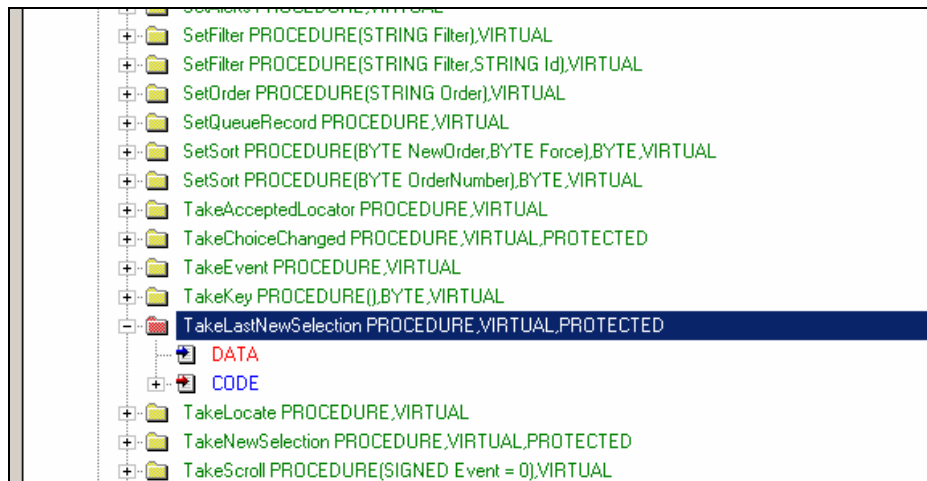 SetAlerts PROCEDURE,VIRTUAL
SetFilter PROCEDURE(STRING Filter),VIRTUAL
SetFilter PROCEDURE(STRING Filter,STRING Id),VIRTUAL
SetOrder PROCEDURE(STRING Order),VIRTUAL
SetQueueRecord PROCEDURE,VIRTUAL
SetSort PROCEDURE(BYTE NewOrder,BYTE Force),BYTE,VIRTUAL
SetSort PROCEDURE(BYTE OrderNumber),BYTE,VIRTUAL
TakeAcceptedLocator PROCEDURE,VIRTUAL
TakeChoiceChanged PROCEDURE,VIRTUAL,PROTECTED
TakeEvent PROCEDURE,VIRTUAL
TakeKey PROCEDURE(),BYTE,VIRTUAL
TakeLastNewSelection PROCEDURE,VIRTUAL,PROTECTED
DATA
CODE
TakeLocate PROCEDURE,VIRTUAL
TakeNewSelection PROCEDURE,VIRTUAL,PROTECTED
TakeScroll PROCEDURE(SIGNED Event = 0),VIRTUAL